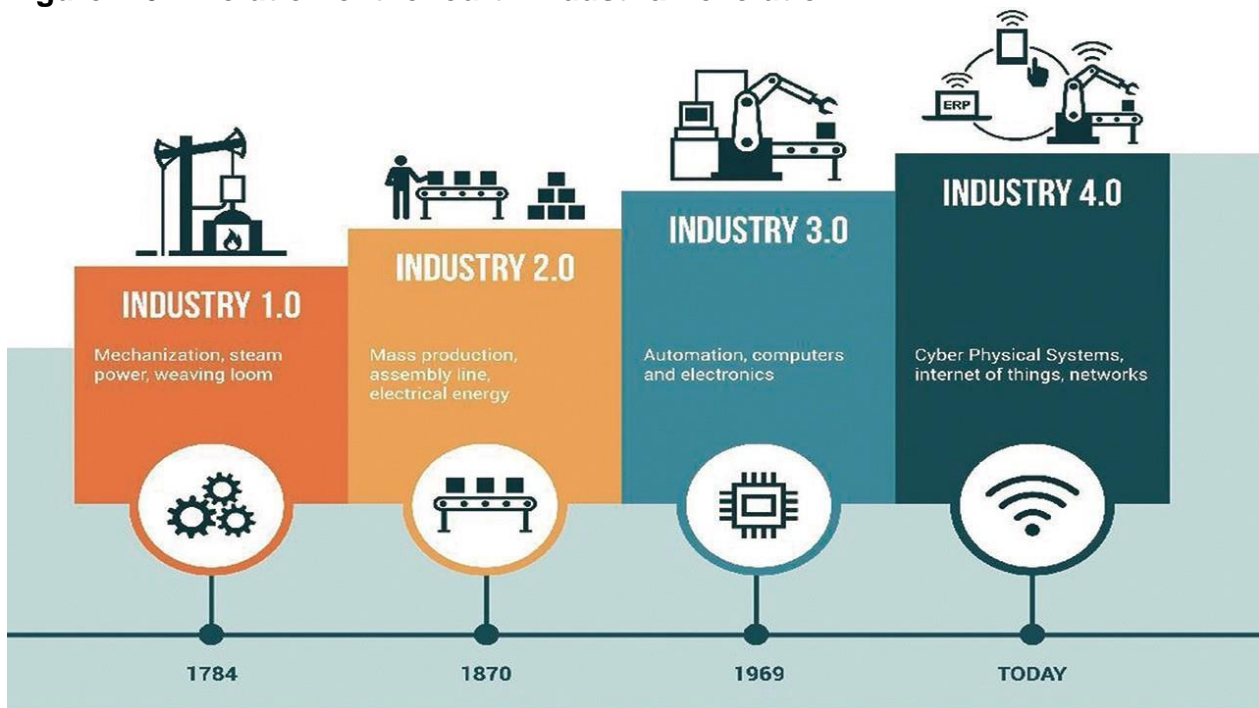 ERP
INDUSTRY 1.0
Mechanization, steam
power, weaving loom
INDUSTRY 2.0
Mass production,
assembly line,
electrical energy
INDUSTRY 3.0
Automation, computers
and electronics
INDUSTRY 4.0
Cyber Physical Systems,
internet of things, networks
1784
1870
1969
TODAY